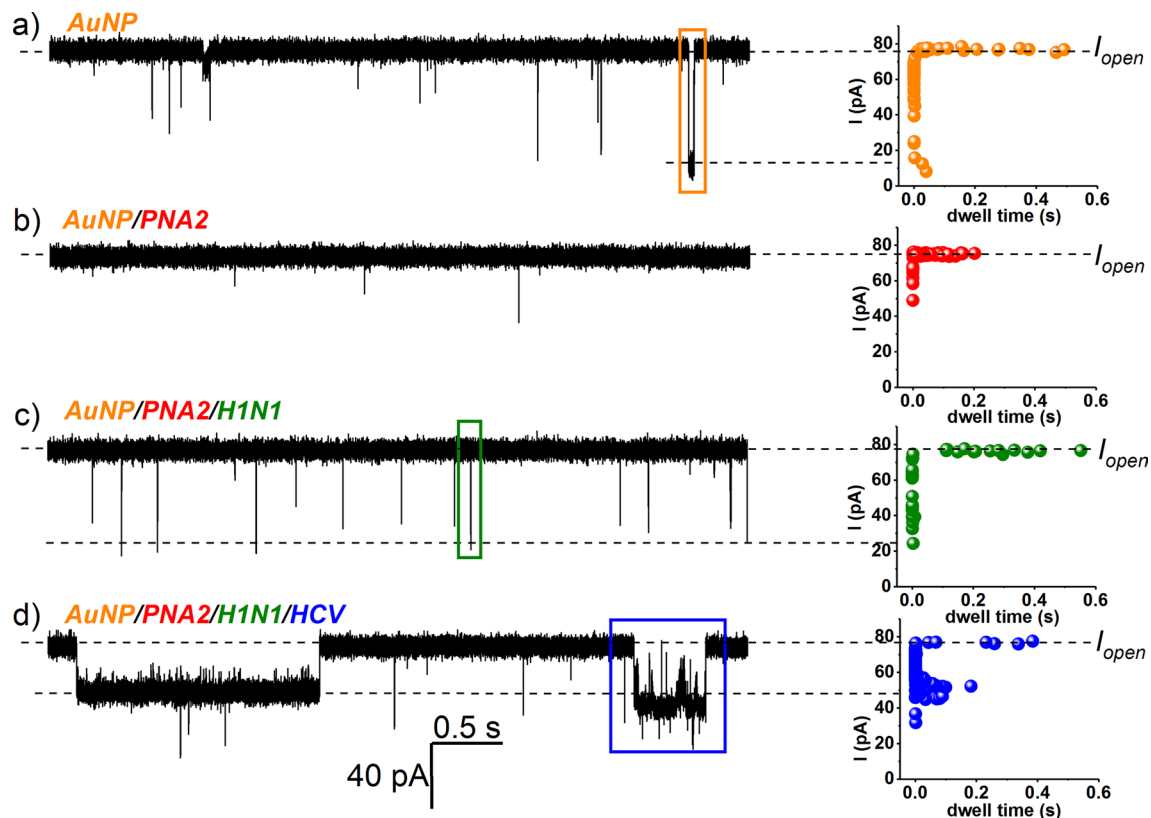 a) AuNP
80
60
40
20
0
I (pA)
I_open
0.0 0.2 0.4 0.6
dwell time (s)
b) AuNP/PNA2
80
60
40
20
0
I (pA)
I_open
0.0 0.2 0.4 0.6
dwell time (s)
c) AuNP/PNA2/H1N1
80
60
40
20
0
I (pA)
I_open
0.0 0.2 0.4 0.6
dwell time (s)
d) AuNP/PNA2/H1N1/HCV
0.5 s
40 pA
80
60
40
20
0
I (pA)
I_open
0.0 0.2 0.4 0.6
dwell time (s)